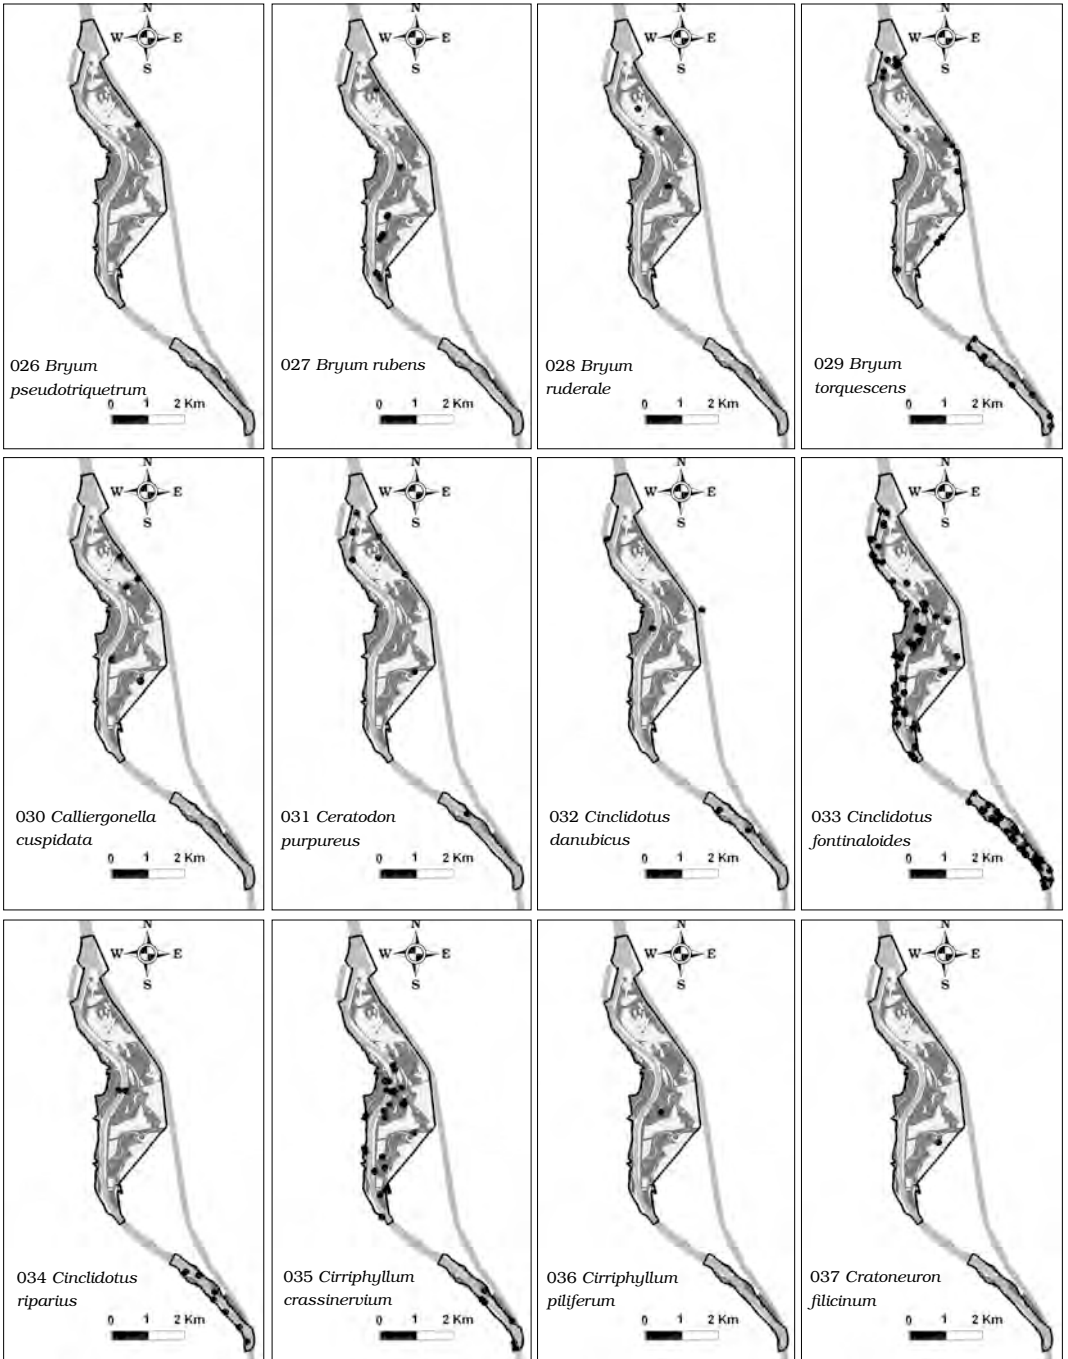 N
W E
S
026 Bryum
pseudotriquetrum
0 1 2 Km
N
W E
S
027 Bryum rubens
0 1 2 Km
N
W E
S
028 Bryum
ruderale
0 1 2 Km
N
W E
S
029 Bryum
torquescens
0 1 2 Km
N
W E
S
030 Calliergonella
cuspidata
0 1 2 Km
N
W E
S
031 Ceratodon
purpureus
0 1 2 Km
N
W E
S
032 Cinclidotus
danubicus
0 1 2 Km
N
W E
S
033 Cinclidotus
fontinaloides
0 1 2 Km
N
W E
S
034 Cinclidotus
riparius
0 1 2 Km
N
W E
S
035 Cirriphyllum
crassinervium
0 1 2 Km
N
W E
S
036 Cirriphyllum
piliferum
0 1 2 Km
N
W E
S
037 Cratoneuron
filicinum
0 1 2 Km